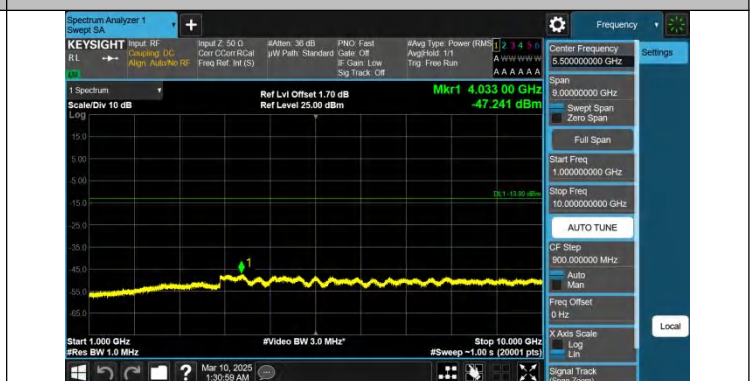 Spectrum Analyzer 1
Swept SA
+
Frequency
KEYSIGHT
RL
Input: RF
Coupling: DC
Align: Auto/No RF
Input Z: 50 Ω
Corr CCorr RCal
Freq Ref: Int (S)
#Atten: 36 dB
µW Path: Standard
PNO: Fast
Gate: Off
IF Gain: Low
Sig Track: Off
#Avg Type: Power (RMS)
Avg|Hold: 1/1
Trig: Free Run
1 2 3 4 5 6
A W W W W W
A A A A A A
1 Spectrum
Scale/Div 10 dB
Log
Ref Lvl Offset 1.70 dB
Ref Level 25.00 dBm
Mkr1 4.033 00 GHz
-47.241 dBm
15.0
5.00
-5.00
-15.0
-25.0
-35.0
-45.0
-55.0
-65.0
DL1 -13.00 dBm
1
Start 1.000 GHz
#Res BW 1.0 MHz
#Video BW 3.0 MHz*
Stop 10.000 GHz
#Sweep ~1.00 s (20001 pts)
Mar 10, 2025
1:30:59 AM
Center Frequency
5.500000000 GHz
Settings
Span
9.00000000 GHz
Swept Span
Zero Span
Full Span
Start Freq
1.000000000 GHz
Stop Freq
10.000000000 GHz
AUTO TUNE
CF Step
900.000000 MHz
Auto
Man
Freq Offset
0 Hz
X Axis Scale
Log
Lin
Local
Signal Track
(Span Zoom)